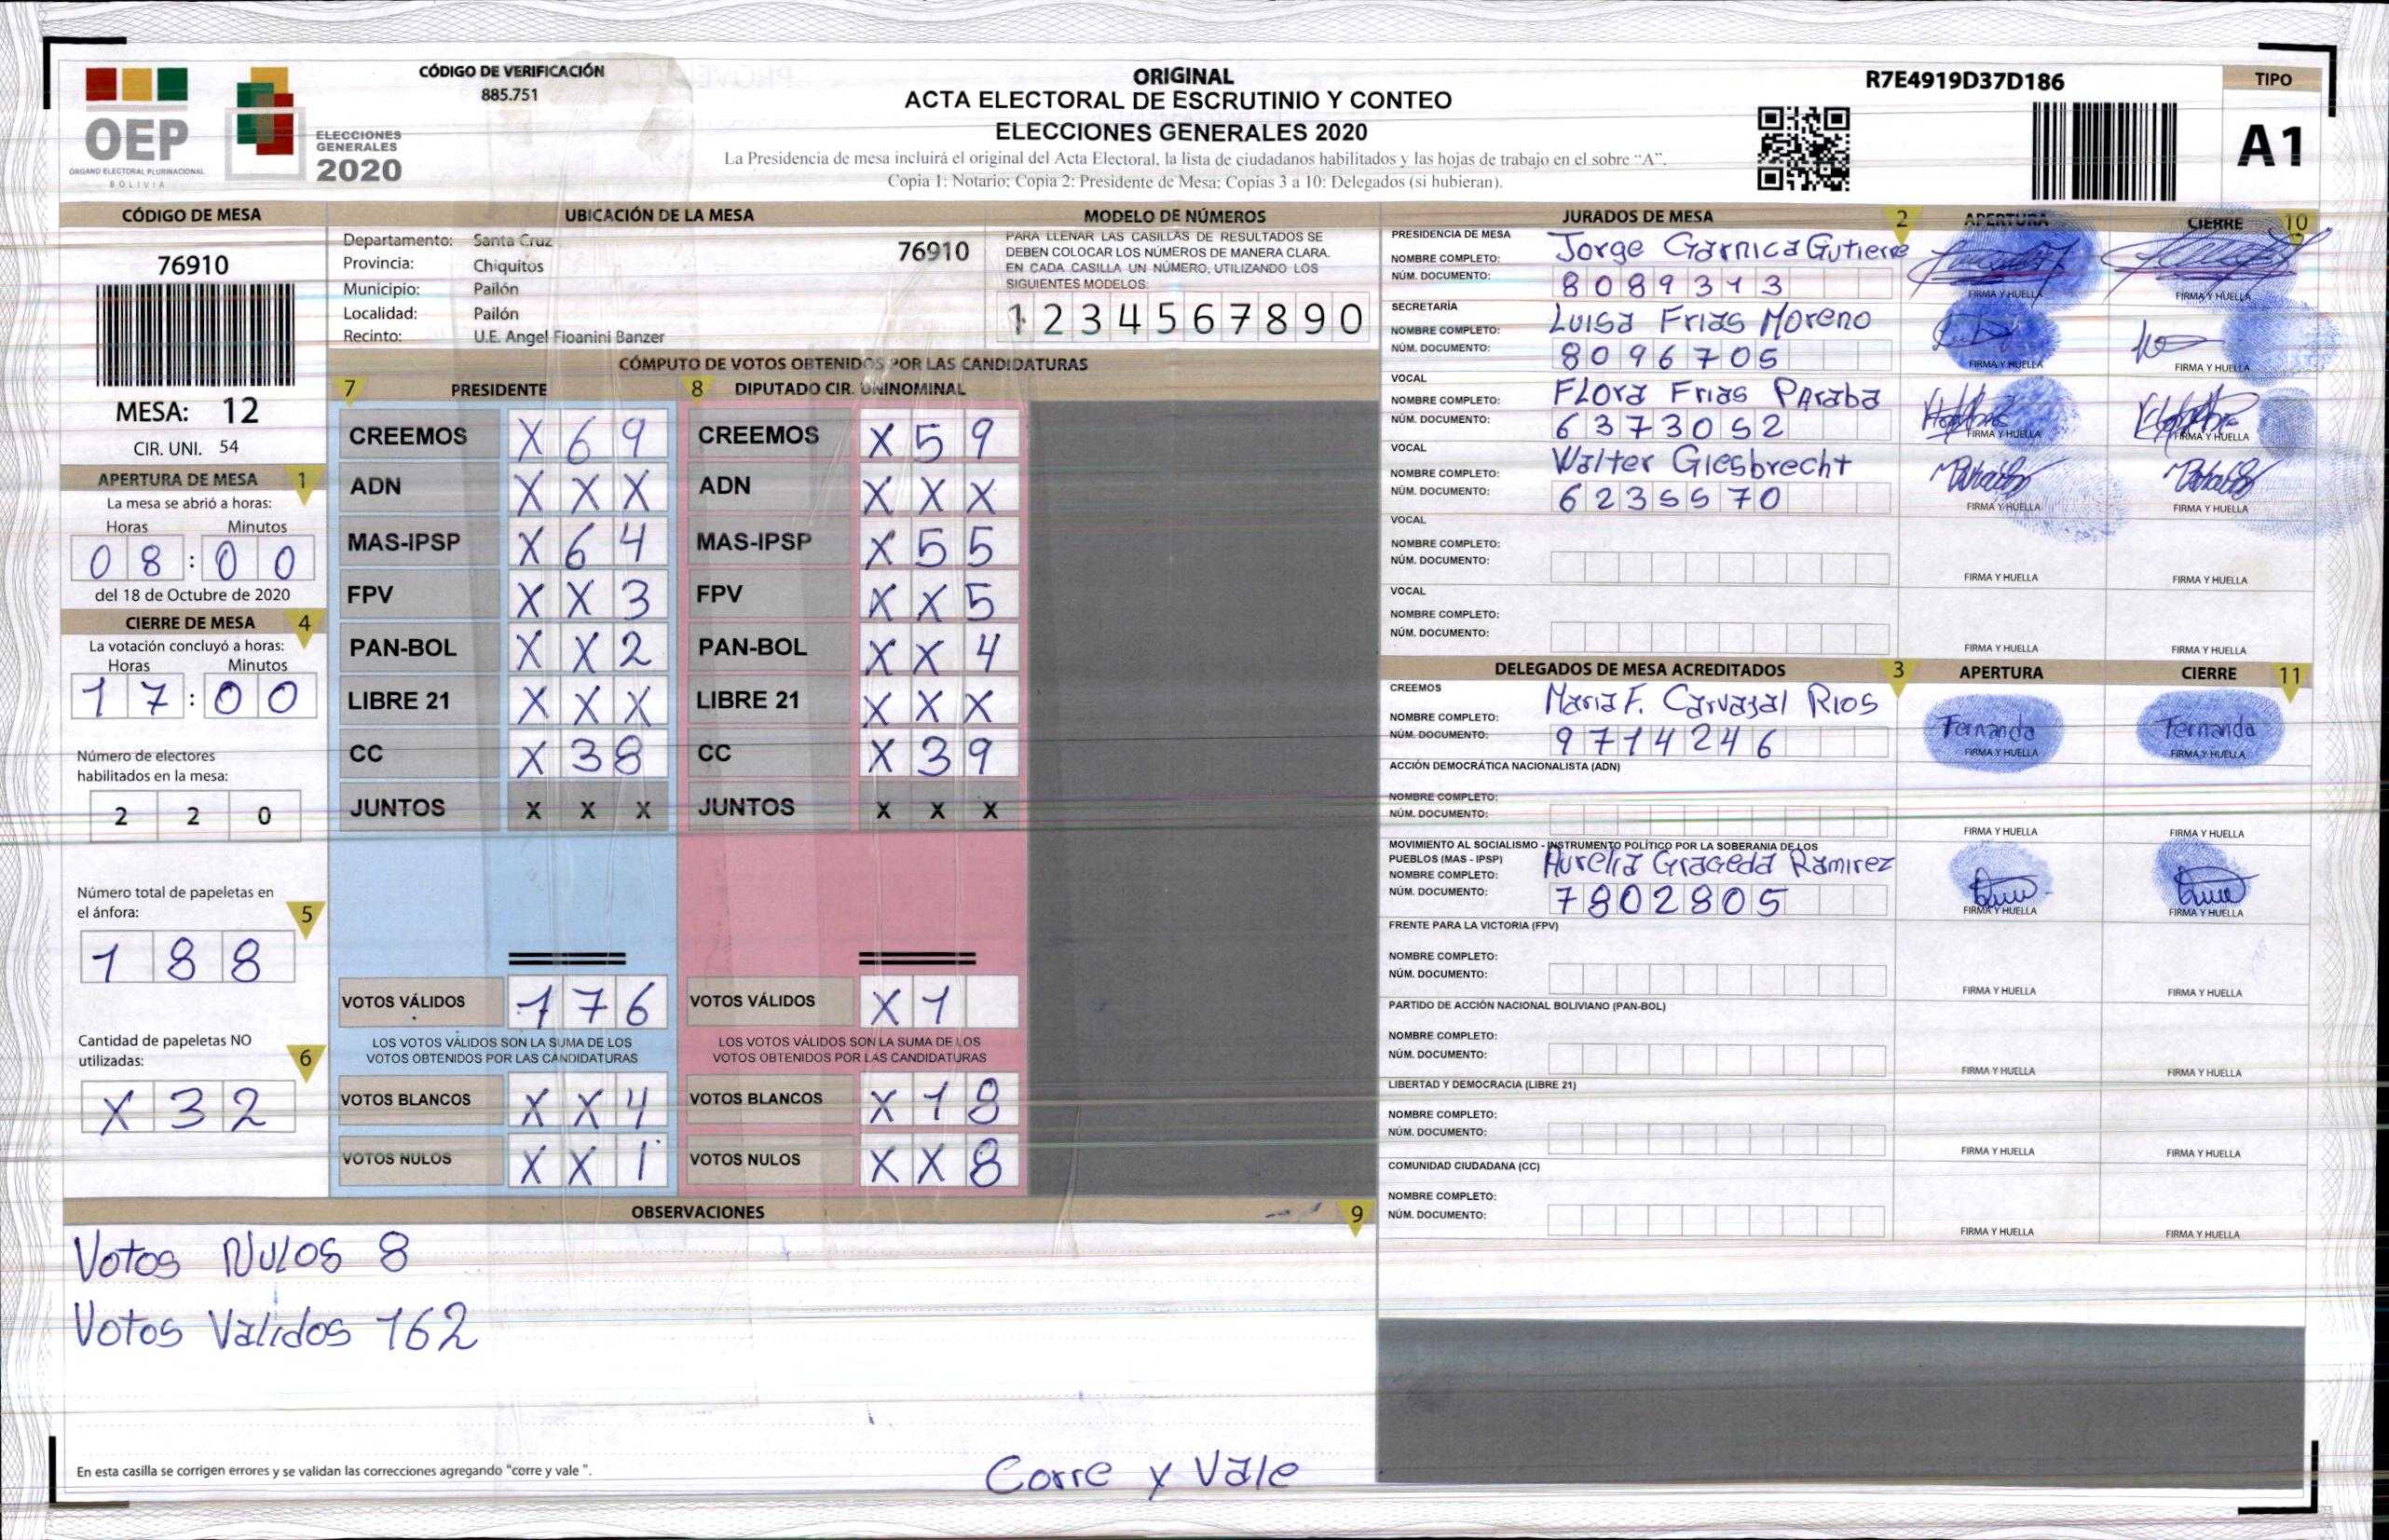 CÓDIGO DE VERIFICACIÓN
885.751
OEP
ÓRGANO ELECTORAL PLURINACIONAL
BOLIVIA
ELECCIONES
GENERALES
2020
ORIGINAL
ACTA ELECTORAL DE ESCRUTINIO Y CONTEO
ELECCIONES GENERALES 2020
La Presidencia de mesa incluirá el original del Acta Electoral, la lista de ciudadanos habilitados y las hojas de trabajo en el sobre "A".
Copia 1: Notario; Copia 2: Presidente de Mesa; Copias 3 a 10: Delegados (si hubieran).
R7E4919D37D186
TIPO
A1
CÓDIGO DE MESA
76910
MESA: 12
CIR. UNI. 54
APERTURA DE MESA 1
La mesa se abrió a horas:
Horas Minutos
08:00
del 18 de Octubre de 2020
CIERRE DE MESA 4
La votación concluyó a horas:
Horas Minutos
17:00
Número de electores
habilitados en la mesa:
2 2 0
Número total de papeletas en
el ánfora: 5
1 8 8
Cantidad de papeletas NO
utilizadas: 6
X 3 2
UBICACIÓN DE LA MESA
Departamento: Santa Cruz 76910
Provincia: Chiquitos
Municipio: Pailón
Localidad: Pailón
Recinto: U.E. Angel Fioanini Banzer
MODELO DE NÚMEROS
PARA LLENAR LAS CASILLAS DE RESULTADOS SE
DEBEN COLOCAR LOS NÚMEROS DE MANERA CLARA.
EN CADA CASILLA UN NÚMERO, UTILIZANDO LOS
SIGUIENTES MODELOS:
1 2 3 4 5 6 7 8 9 0
CÓMPUTO DE VOTOS OBTENIDOS POR LAS CANDIDATURAS
7 PRESIDENTE 8 DIPUTADO CIR. UNINOMINAL
CREEMOS X 6 9 CREEMOS X 5 9
ADN X X X ADN X X X
MAS-IPSP X 6 4 MAS-IPSP X 5 5
FPV X X 3 FPV X X 5
PAN-BOL X X 2 PAN-BOL X X 4
LIBRE 21 X X X LIBRE 21 X X X
CC X 3 8 CC X 3 9
JUNTOS X X X JUNTOS X X X
VOTOS VÁLIDOS 1 7 6 VOTOS VÁLIDOS X 1
LOS VOTOS VÁLIDOS SON LA SUMA DE LOS LOS VOTOS VÁLIDOS SON LA SUMA DE LOS
VOTOS OBTENIDOS POR LAS CANDIDATURAS VOTOS OBTENIDOS POR LAS CANDIDATURAS
VOTOS BLANCOS X X 4 VOTOS BLANCOS X 1 8
VOTOS NULOS X X 1 VOTOS NULOS X X 8
OBSERVACIONES 9
Votos Nulos 8
Votos Validos 162
En esta casilla se corrigen errores y se validan las correcciones agregando "corre y vale ".
Corre y Vale
JURADOS DE MESA 2 APERTURA CIERRE 10
PRESIDENCIA DE MESA
NOMBRE COMPLETO: Jorge Garnica Gutierre
NÚM. DOCUMENTO: 8089313 FIRMA Y HUELLA FIRMA Y HUELLA
SECRETARÍA
NOMBRE COMPLETO: Luisa Frias Moreno
NÚM. DOCUMENTO: 8096705 FIRMA Y HUELLA FIRMA Y HUELLA
VOCAL
NOMBRE COMPLETO: Flora Frias Paraba
NÚM. DOCUMENTO: 6373052 FIRMA Y HUELLA FIRMA Y HUELLA
VOCAL
NOMBRE COMPLETO: Walter Giesbrecht
NÚM. DOCUMENTO: 6235570 FIRMA Y HUELLA FIRMA Y HUELLA
VOCAL
NOMBRE COMPLETO:
NÚM. DOCUMENTO: FIRMA Y HUELLA FIRMA Y HUELLA
VOCAL
NOMBRE COMPLETO:
NÚM. DOCUMENTO: FIRMA Y HUELLA FIRMA Y HUELLA
DELEGADOS DE MESA ACREDITADOS 3 APERTURA CIERRE 11
CREEMOS
NOMBRE COMPLETO: Maria F. Carvajal Rios Fernanda Fernanda
NÚM. DOCUMENTO: 9714246 FIRMA Y HUELLA FIRMA Y HUELLA
ACCIÓN DEMOCRÁTICA NACIONALISTA (ADN)
NOMBRE COMPLETO:
NÚM. DOCUMENTO: FIRMA Y HUELLA FIRMA Y HUELLA
MOVIMIENTO AL SOCIALISMO - INSTRUMENTO POLÍTICO POR LA SOBERANIA DE LOS
PUEBLOS (MAS - IPSP)
NOMBRE COMPLETO: Aurelia Grageda Ramirez
NÚM. DOCUMENTO: 7802805 FIRMA Y HUELLA FIRMA Y HUELLA
FRENTE PARA LA VICTORIA (FPV)
NOMBRE COMPLETO:
NÚM. DOCUMENTO: FIRMA Y HUELLA FIRMA Y HUELLA
PARTIDO DE ACCIÓN NACIONAL BOLIVIANO (PAN-BOL)
NOMBRE COMPLETO:
NÚM. DOCUMENTO: FIRMA Y HUELLA FIRMA Y HUELLA
LIBERTAD Y DEMOCRACIA (LIBRE 21)
NOMBRE COMPLETO:
NÚM. DOCUMENTO: FIRMA Y HUELLA FIRMA Y HUELLA
COMUNIDAD CIUDADANA (CC)
NOMBRE COMPLETO:
NÚM. DOCUMENTO: FIRMA Y HUELLA FIRMA Y HUELLA